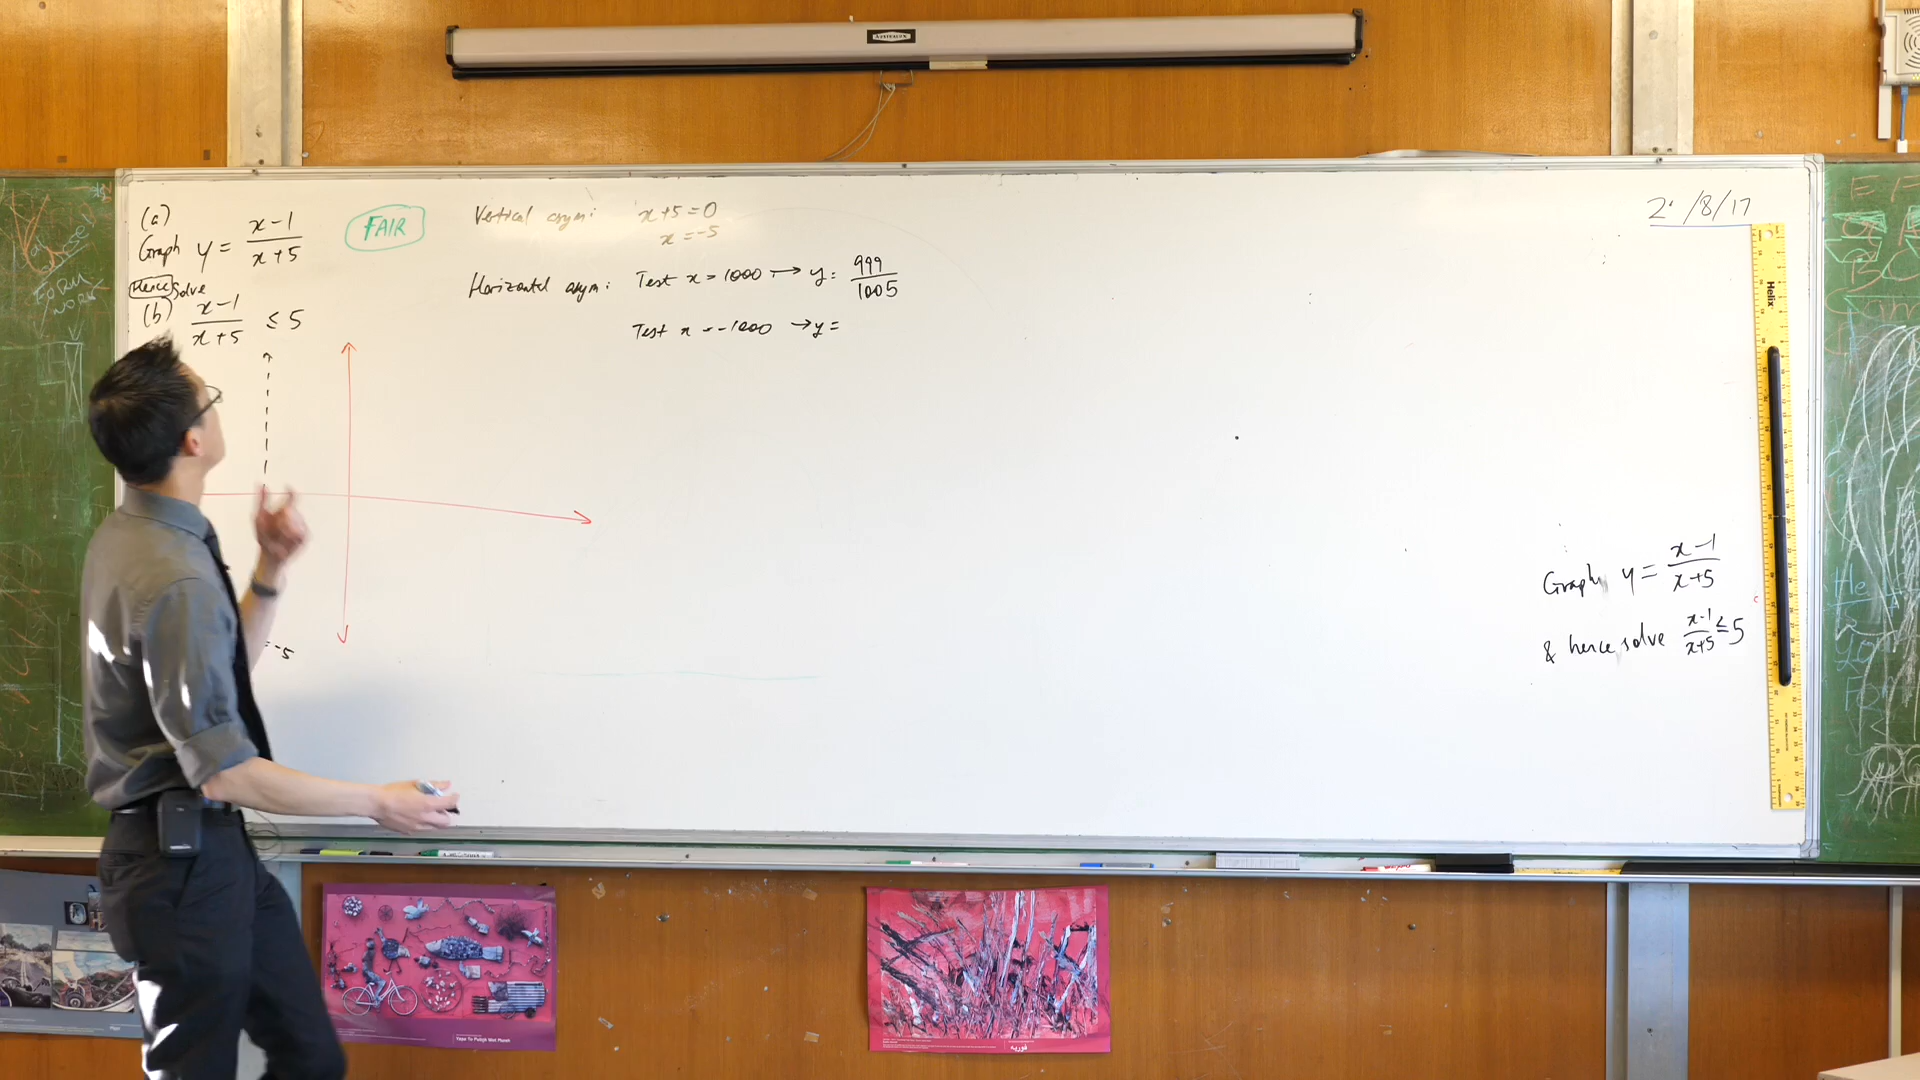 (a)
Graph y = x-1 / x+5
Hence solve
(b) x-1 / x+5 ≤ 5
FAIR
Vertical asym: x+5=0
x=-5
Horizontal asym: Test x = 1000 → y = 999 / 1005
Test x = -1000 → y =
= -5
/8/17
Helix
Graph y = x-1 / x+5
& hence solve x-1 / x+5 ≤ 5